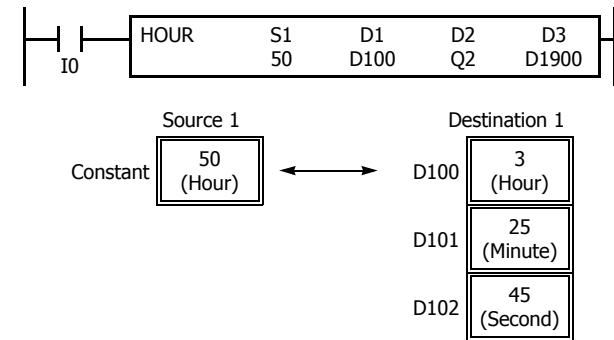 HOUR S1 D1 D2 D3
I0 50 D100 Q2 D1900
Source 1 Destination 1
Constant 50 (Hour) D100 3 (Hour)
D101 25 (Minute)
D102 45 (Second)